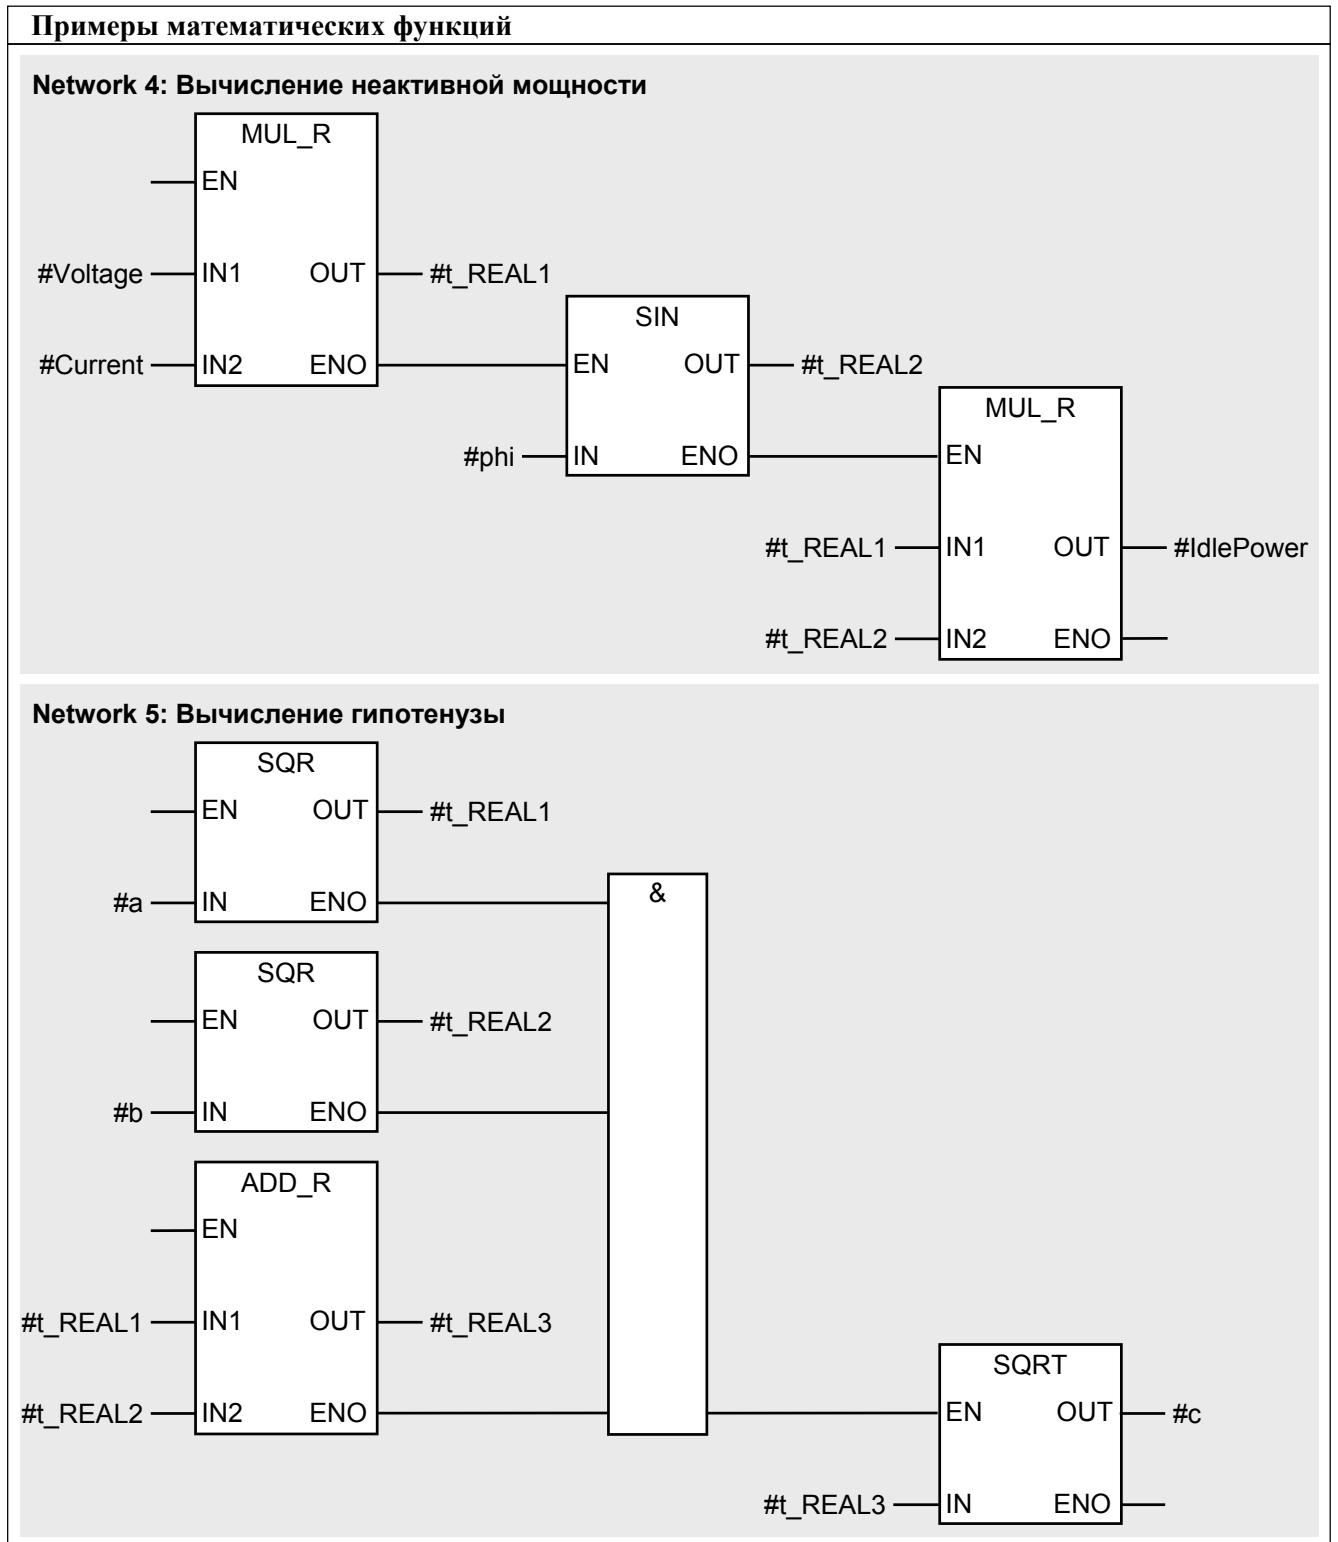 Примеры математических функций
Network 4: Вычисление неактивной мощности
MUL_R
EN
#Voltage IN1 OUT #t_REAL1
SIN
#Current IN2 ENO EN OUT #t_REAL2
MUL_R
#phi IN ENO EN
#t_REAL1 IN1 OUT #IdlePower
#t_REAL2 IN2 ENO
Network 5: Вычисление гипотенузы
SQR
EN OUT #t_REAL1
&
#a IN ENO
SQR
EN OUT #t_REAL2
#b IN ENO
ADD_R
EN
#t_REAL1 IN1 OUT #t_REAL3
SQRT
#t_REAL2 IN2 ENO EN OUT #c
#t_REAL3 IN ENO